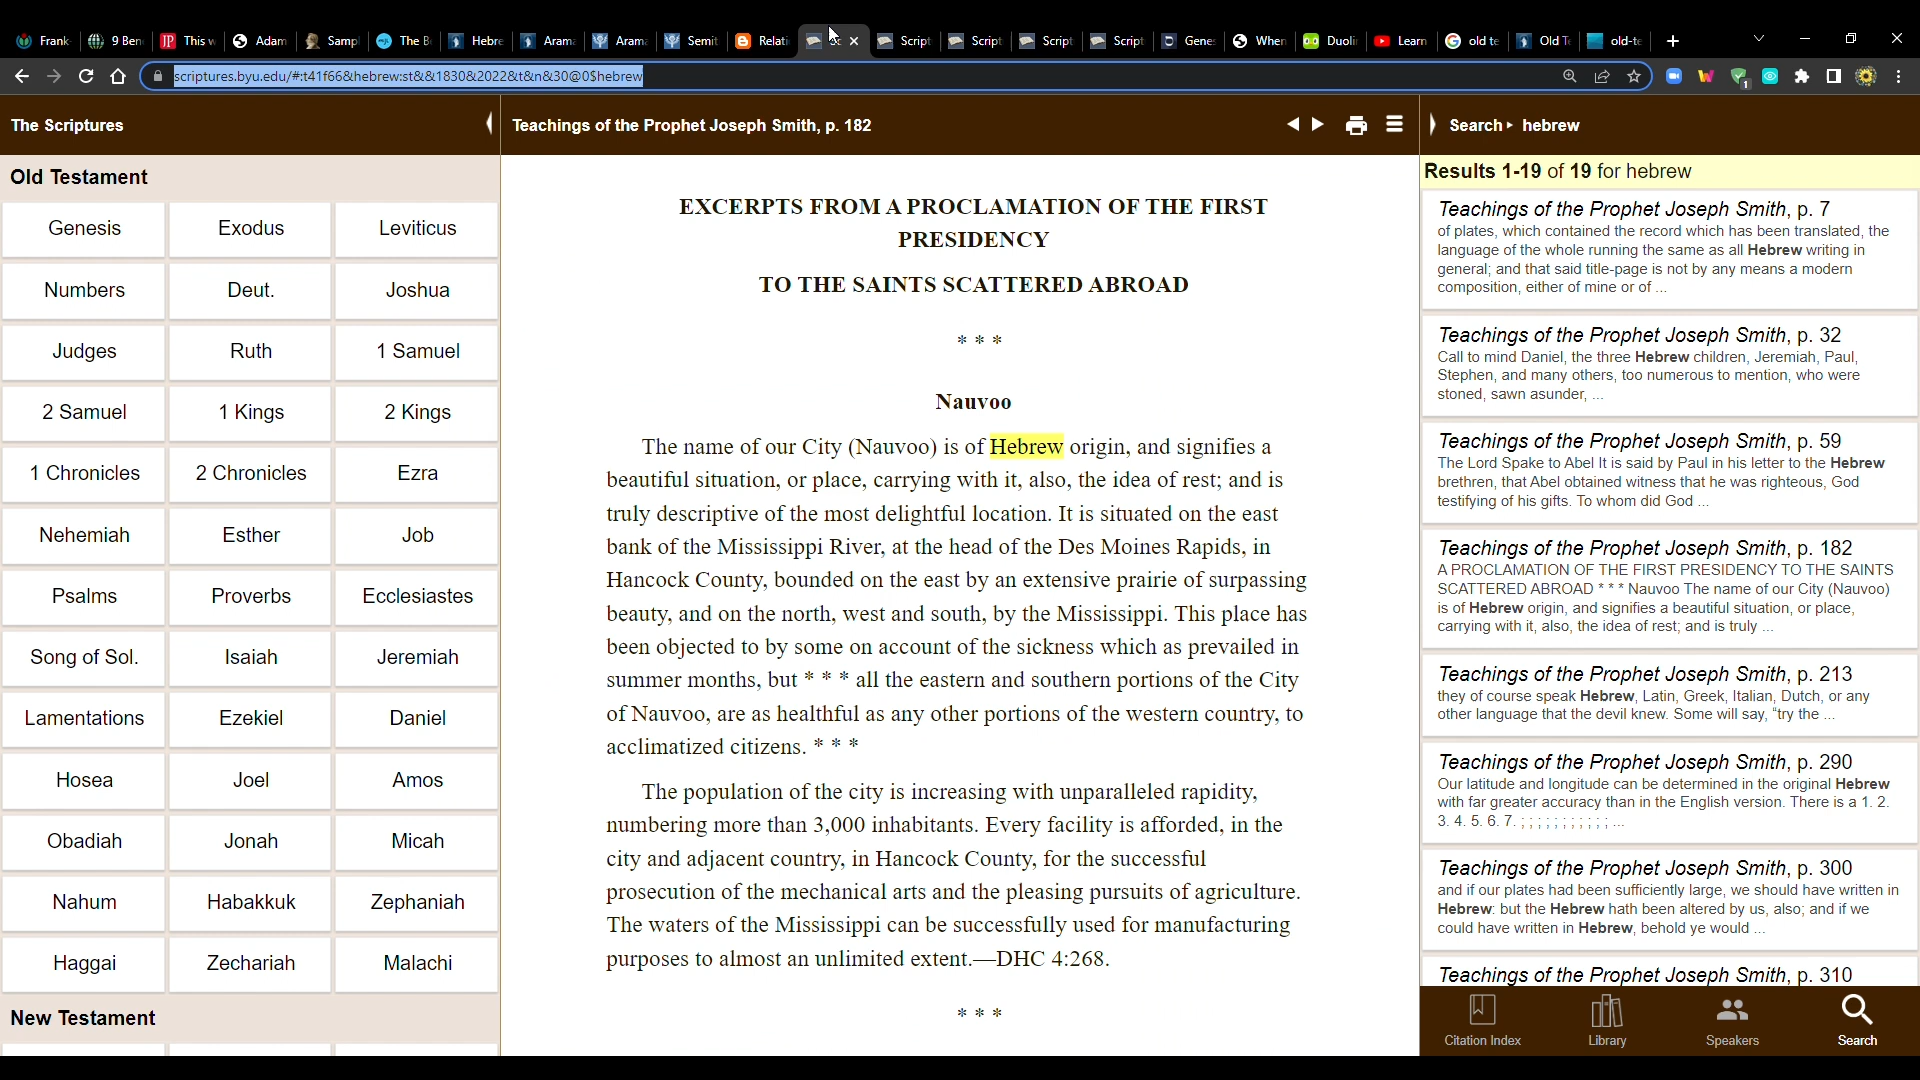 Frank
9 Ben
This w
Adam
Sampl
The B
Hebre
Arama
Arama
Semit
Relati
Script
Script
Script
Script
Genes
When
Duolin
Learn
old te
Old Te
old-te
scriptures.byu.edu/#:t41f66&hebrew:st&&1830&2022&t&n&30@0$hebrew
The Scriptures
Old Testament
Genesis Exodus Leviticus
Numbers Deut. Joshua
Judges Ruth 1 Samuel
2 Samuel 1 Kings 2 Kings
1 Chronicles 2 Chronicles Ezra
Nehemiah Esther Job
Psalms Proverbs Ecclesiastes
Song of Sol. Isaiah Jeremiah
Lamentations Ezekiel Daniel
Hosea Joel Amos
Obadiah Jonah Micah
Nahum Habakkuk Zephaniah
Haggai Zechariah Malachi
New Testament
Teachings of the Prophet Joseph Smith, p. 182
EXCERPTS FROM A PROCLAMATION OF THE FIRST
PRESIDENCY
TO THE SAINTS SCATTERED ABROAD
* * *
Nauvoo
The name of our City (Nauvoo) is of Hebrew origin, and signifies a
beautiful situation, or place, carrying with it, also, the idea of rest; and is
truly descriptive of the most delightful location. It is situated on the east
bank of the Mississippi River, at the head of the Des Moines Rapids, in
Hancock County, bounded on the east by an extensive prairie of surpassing
beauty, and on the north, west and south, by the Mississippi. This place has
been objected to by some on account of the sickness which as prevailed in
summer months, but * * * all the eastern and southern portions of the City
of Nauvoo, are as healthful as any other portions of the western country, to
acclimatized citizens. * * *
The population of the city is increasing with unparalleled rapidity,
numbering more than 3,000 inhabitants. Every facility is afforded, in the
city and adjacent country, in Hancock County, for the successful
prosecution of the mechanical arts and the pleasing pursuits of agriculture.
The waters of the Mississippi can be successfully used for manufacturing
purposes to almost an unlimited extent.—DHC 4:268.
* * *
Search ▸ hebrew
Results 1-19 of 19 for hebrew
Teachings of the Prophet Joseph Smith, p. 7
of plates, which contained the record which has been translated, the
language of the whole running the same as all Hebrew writing in
general; and that said title-page is not by any means a modern
composition, either of mine or of ...
Teachings of the Prophet Joseph Smith, p. 32
Call to mind Daniel, the three Hebrew children, Jeremiah, Paul,
Stephen, and many others, too numerous to mention, who were
stoned, sawn asunder, ...
Teachings of the Prophet Joseph Smith, p. 59
The Lord Spake to Abel It is said by Paul in his letter to the Hebrew
brethren, that Abel obtained witness that he was righteous, God
testifying of his gifts. To whom did God ...
Teachings of the Prophet Joseph Smith, p. 182
A PROCLAMATION OF THE FIRST PRESIDENCY TO THE SAINTS
SCATTERED ABROAD * * * Nauvoo The name of our City (Nauvoo)
is of Hebrew origin, and signifies a beautiful situation, or place,
carrying with it, also, the idea of rest; and is truly ...
Teachings of the Prophet Joseph Smith, p. 213
they of course speak Hebrew, Latin, Greek, Italian, Dutch, or any
other language that the devil knew. Some will say, "try the ...
Teachings of the Prophet Joseph Smith, p. 290
Our latitude and longitude can be determined in the original Hebrew
with far greater accuracy than in the English version. There is a 1. 2.
3. 4. 5. 6. 7. ; ; ; ; ; ; ; ; ; ; ; ...
Teachings of the Prophet Joseph Smith, p. 300
and if our plates had been sufficiently large, we should have written in
Hebrew: but the Hebrew hath been altered by us, also; and if we
could have written in Hebrew, behold ye would ...
Teachings of the Prophet Joseph Smith, p. 310
Citation Index
Library
Speakers
Search